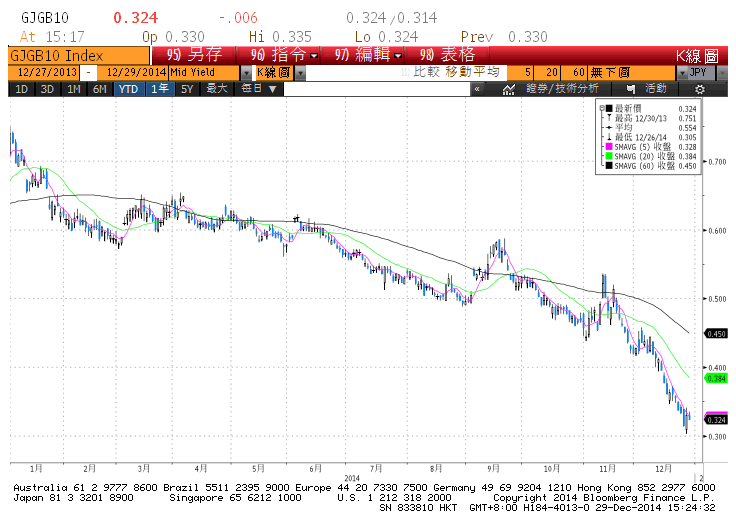 GJGB10 0.324 -.006 0.324/0.314
At 15:17 Op 0.330 Hi 0.335 Lo 0.324 Prev 0.330
GJGB10 Index 95) 另存 96) 指令 97) 編輯 98) 表格 K線圖
12/27/2013 - 12/29/2014 Mid Yield K線圖 比較 移動平均 5 20 60 無下圖 JPY
1D 3D 1M 6M YTD 1年 5Y 最大 每日 ▼ « 證券/技術分析 活動
最新價 0.324
最高 12/30/13 0.751
平均 0.554
最低 12/26/14 0.305
SMAVG (5) 收盤 0.328
SMAVG (20) 收盤 0.384
SMAVG (60) 收盤 0.450
0.700
0.600
0.500
0.450
0.400
0.384
0.324
0.300
1月 2月 3月 4月 5月 6月 7月 8月 9月 10月 11月 12月
2014
Australia 61 2 9777 8600 Brazil 5511 2395 9000 Europe 44 20 7330 7500 Germany 49 69 9204 1210 Hong Kong 852 2977 6000
Japan 81 3 3201 8900 Singapore 65 6212 1000 U.S. 1 212 318 2000 Copyright 2014 Bloomberg Finance L.P.
SN 833810 HKT GMT+8:00 H184-4013-0 29-Dec-2014 15:24:32